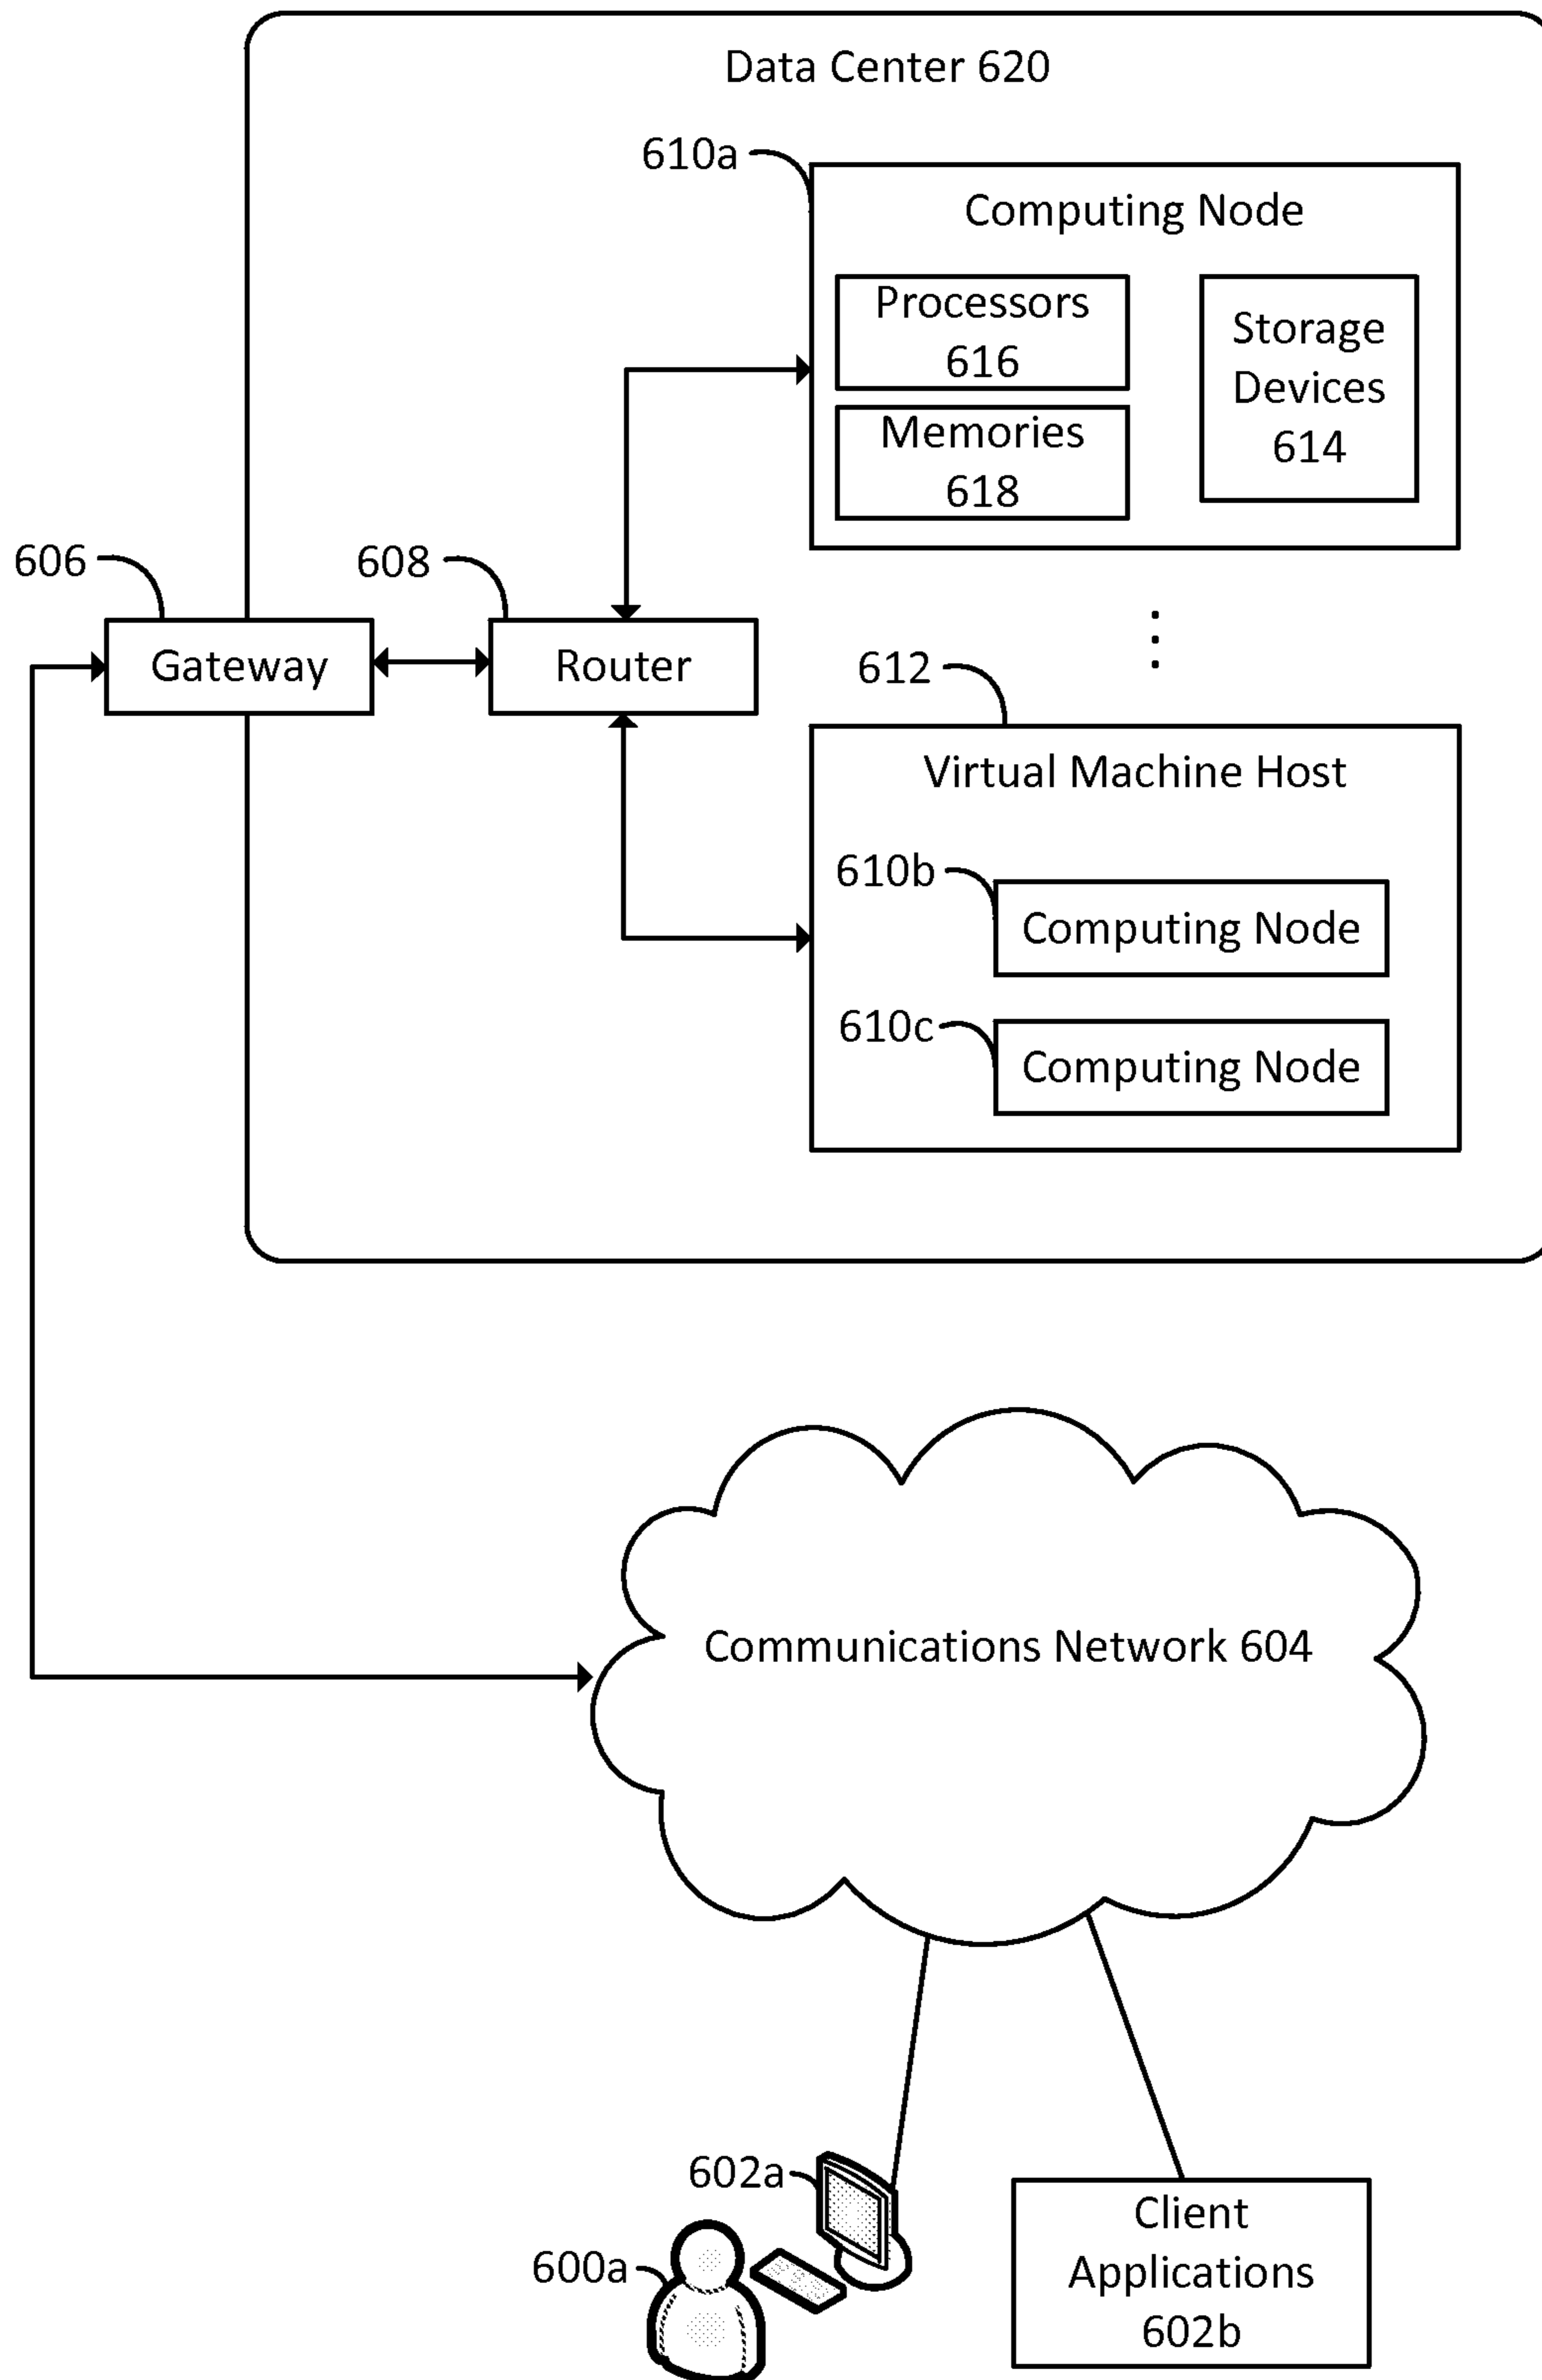 Data Center 620
610a
Computing Node
Processors
616
Storage
Devices
614
Memories
618
606
608
Gateway
Router
612
Virtual Machine Host
610b
Computing Node
610c
Computing Node
Communications Network 604
602a
600a
Client
Applications
602b